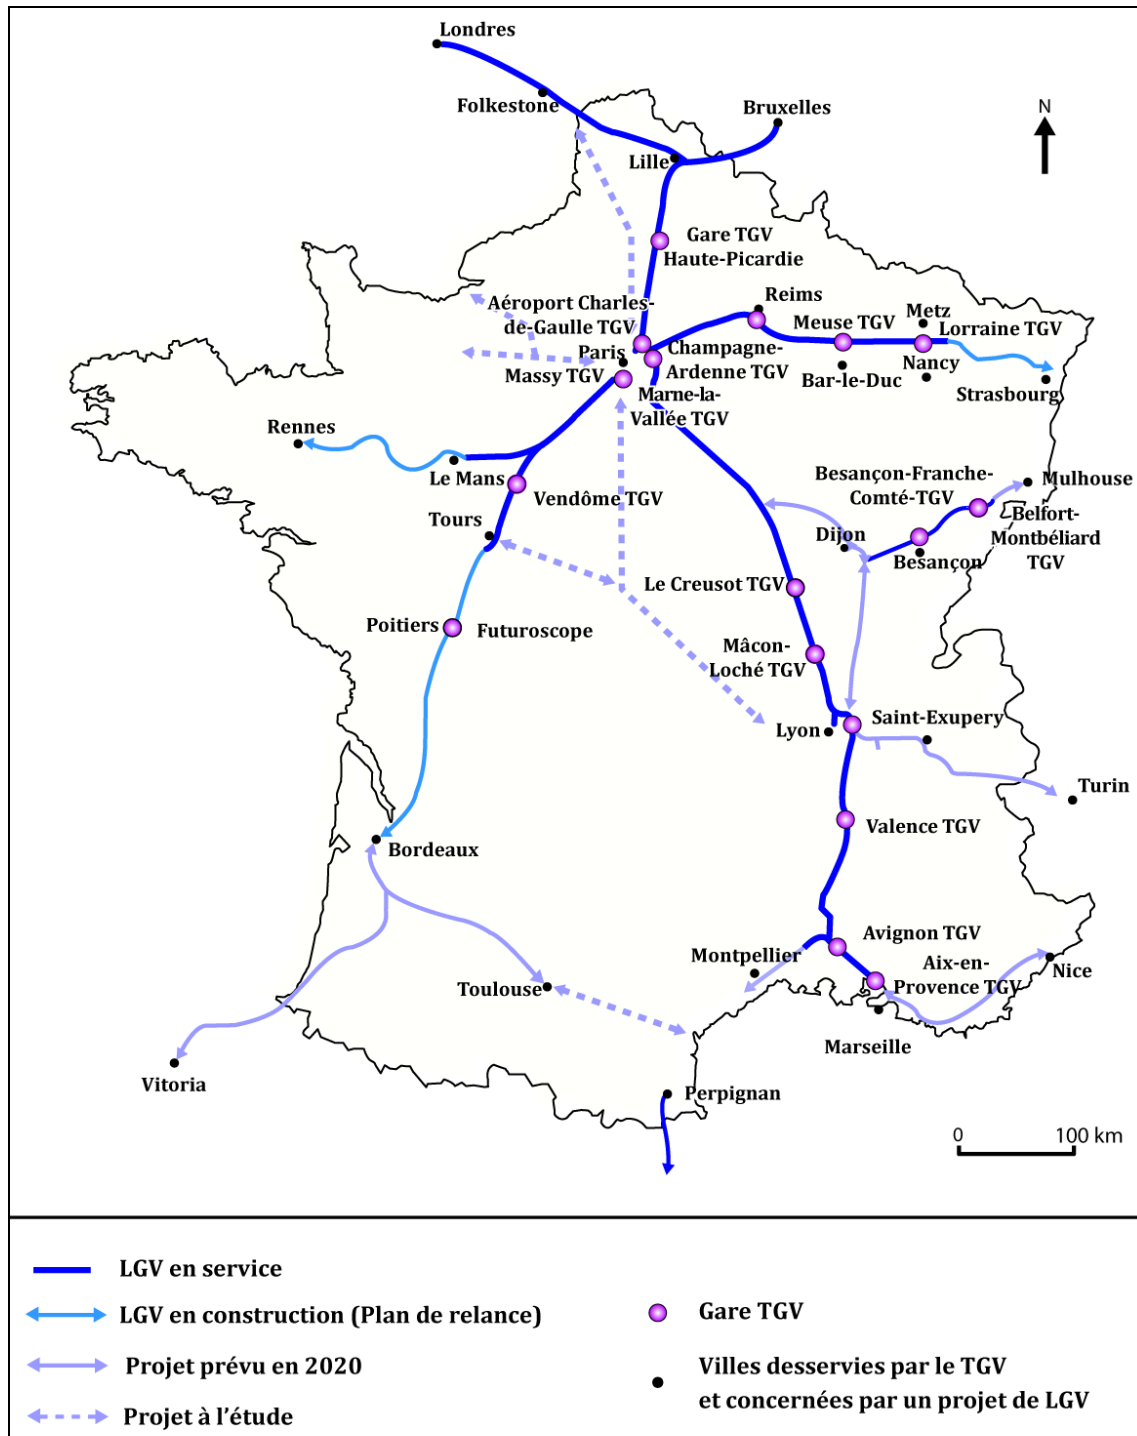 Londres
Folkestone
Bruxelles
N
Lille
Gare TGV
Haute-Picardie
Aéroport Charles-
de-Gaulle TGV
Reims
Meuse TGV
Metz
Lorraine TGV
Paris
Massy TGV
Champagne-
Ardenne TGV
Nancy
Bar-le-Duc
Strasbourg
Marne-la-
Vallée TGV
Rennes
Le Mans
Vendôme TGV
Tours
Besançon-Franche-
Comté-TGV
Mulhouse
Belfort-
Montbéliard
TGV
Dijon
Besançon
Le Creusot TGV
Poitiers
Futuroscope
Mâcon-
Loché TGV
Lyon
Saint-Exupery
Turin
Valence TGV
Bordeaux
Avignon TGV
Montpellier
Aix-en-
Provence TGV
Nice
Toulouse
Marseille
Vitoria
Perpignan
0 100 km
LGV en service
LGV en construction (Plan de relance)
Projet prévu en 2020
Projet à l'étude
Gare TGV
Villes desservies par le TGV
et concernées par un projet de LGV